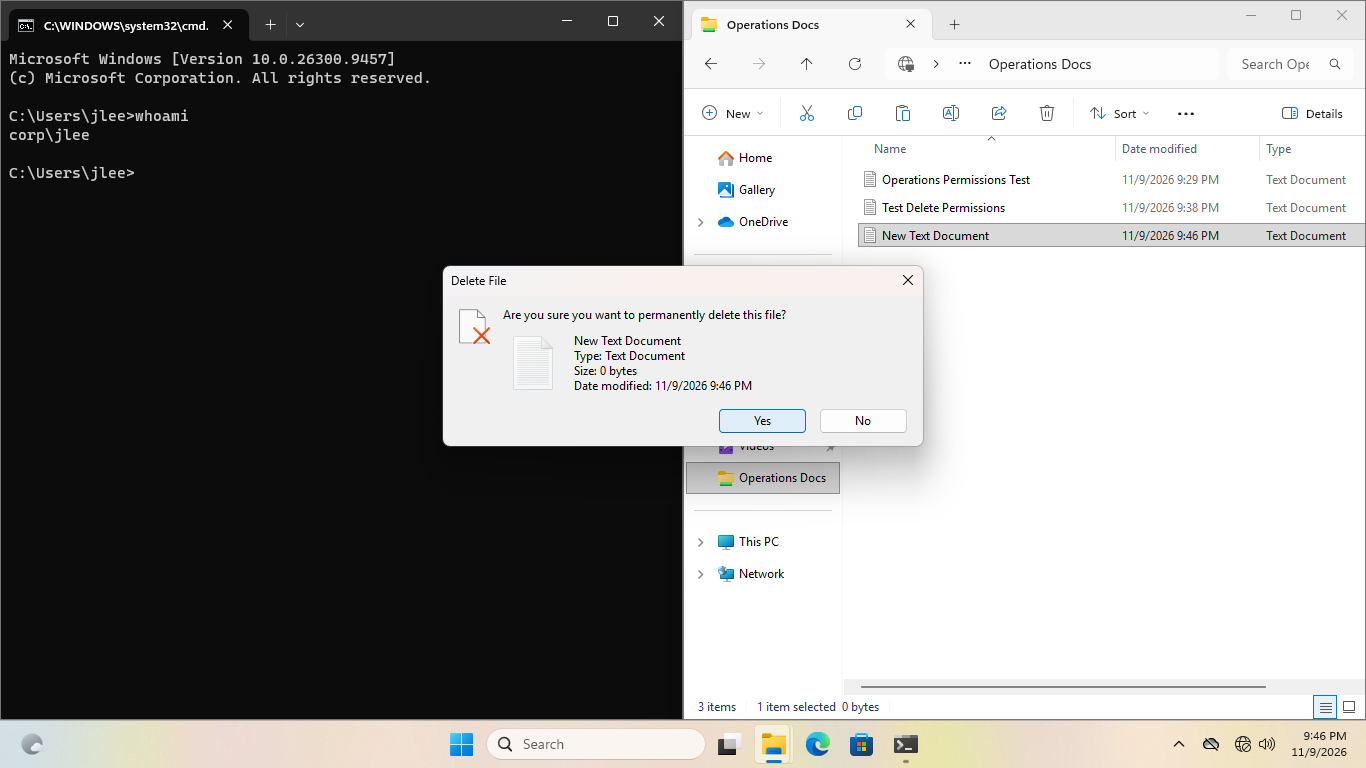 C:\WINDOWS\system32\cmd.
Microsoft Windows [Version 10.0.26300.9457]
(c) Microsoft Corporation. All rights reserved.
C:\Users\jlee>whoami
corp\jlee
C:\Users\jlee>
Operations Docs
Operations Docs
Search Ope
New
Sort
Details
Name Date modified Type
Home
Gallery
OneDrive
Operations Permissions Test 11/9/2026 9:29 PM Text Document
Test Delete Permissions 11/9/2026 9:38 PM Text Document
New Text Document 11/9/2026 9:46 PM Text Document
Delete File
Are you sure you want to permanently delete this file?
New Text Document
Type: Text Document
Size: 0 bytes
Date modified: 11/9/2026 9:46 PM
Yes No
Videos
Operations Docs
This PC
Network
3 items 1 item selected 0 bytes
Search
9:46 PM
11/9/2026